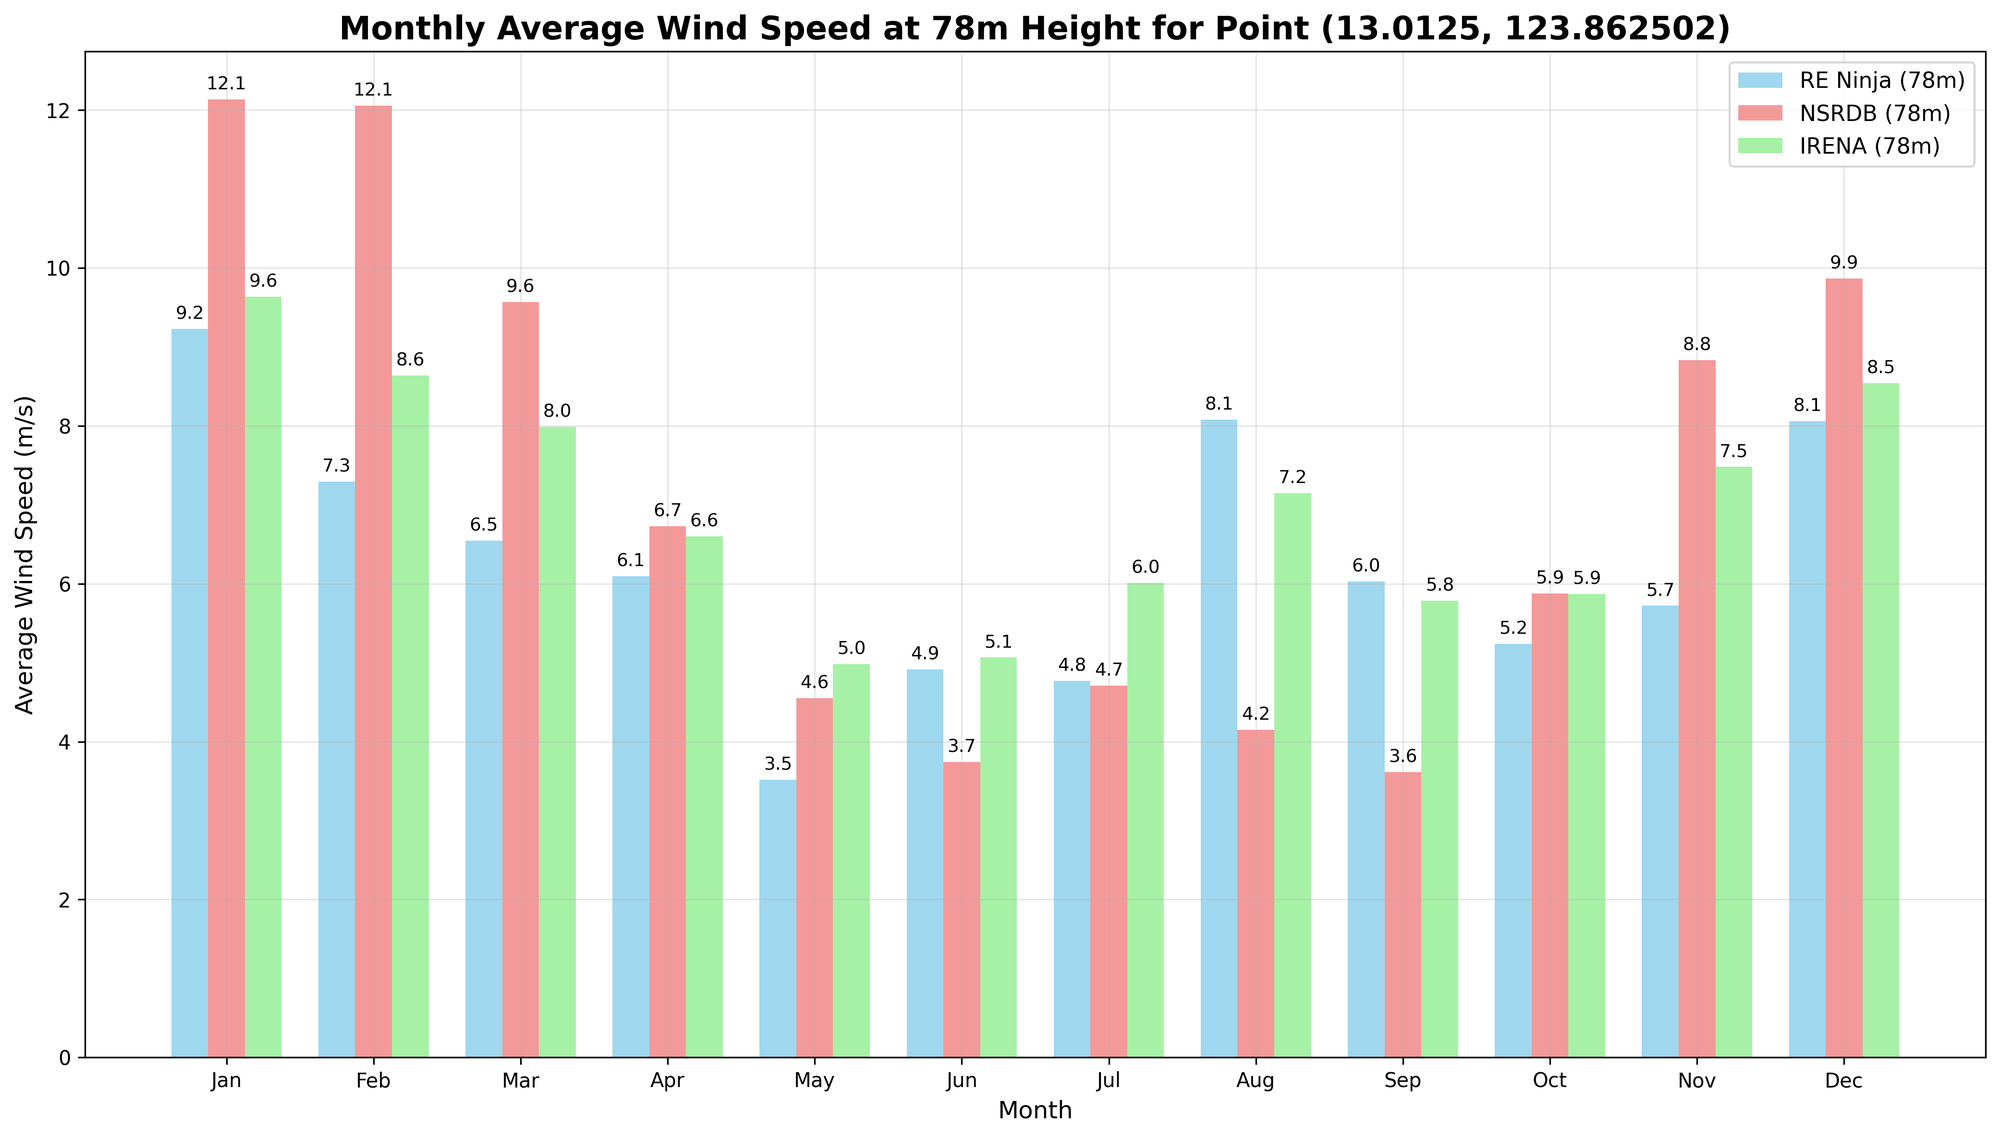 Monthly Average Wind Speed at 78m Height for Point (13.0125, 123.862502)
RE Ninja (78m)
NSRDB (78m)
IRENA (78m)
Average Wind Speed (m/s)
12
10
8
6
4
2
0
9.2 12.1 9.6
7.3 12.1 8.6
6.5 9.6 8.0
6.1 6.7 6.6
3.5 4.6 5.0
4.9 3.7 5.1
4.8 4.7 6.0
8.1 4.2 7.2
6.0 3.6 5.8
5.2 5.9 5.9
5.7 8.8 7.5
8.1 9.9 8.5
Jan Feb Mar Apr May Jun Jul Aug Sep Oct Nov Dec
Month